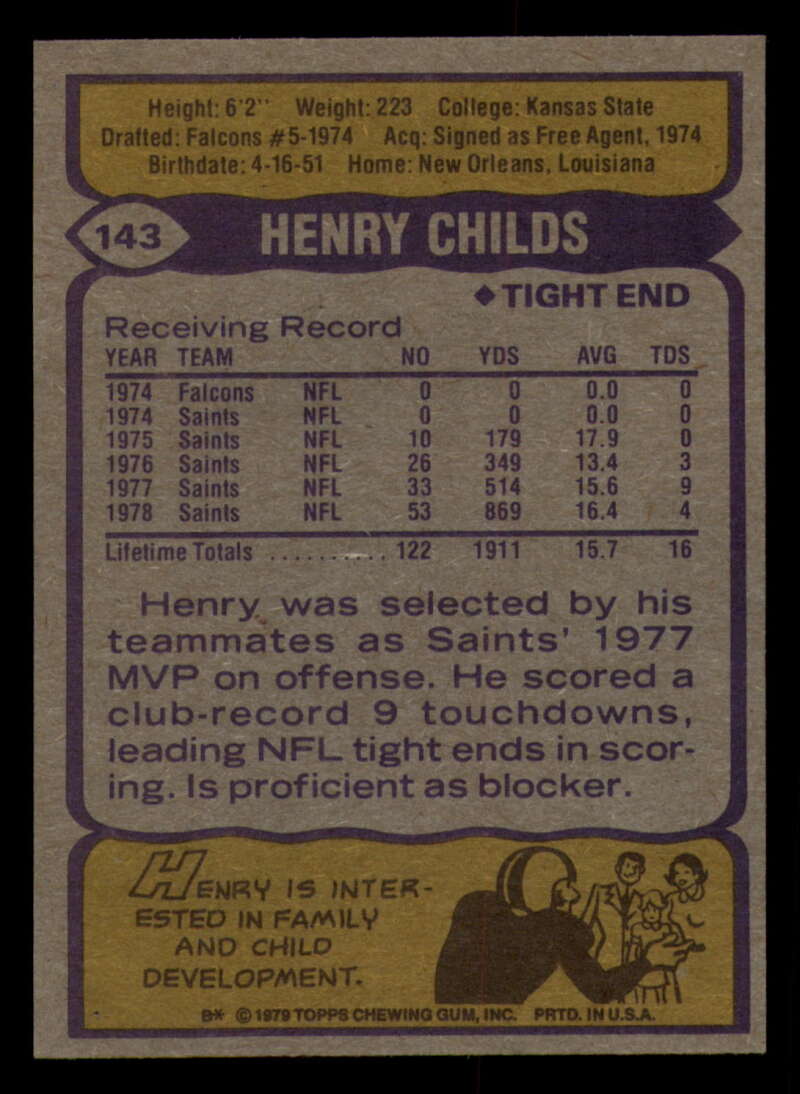 Height: 6'2" Weight: 223 College: Kansas State
Drafted: Falcons #5-1974 Acq: Signed as Free Agent, 1974
Birthdate: 4-16-51 Home: New Orleans, Louisiana
143 HENRY CHILDS
◆TIGHT END
Receiving Record
YEAR TEAM NO YDS AVG TDS
1974 Falcons NFL 0 0 0.0 0
1974 Saints NFL 0 0 0.0 0
1975 Saints NFL 10 179 17.9 0
1976 Saints NFL 26 349 13.4 3
1977 Saints NFL 33 514 15.6 9
1978 Saints NFL 53 869 16.4 4
Lifetime Totals .......... 122 1911 15.7 16
Henry was selected by his
teammates as Saints' 1977
MVP on offense. He scored a
club-record 9 touchdowns,
leading NFL tight ends in scor-
ing. Is proficient as blocker.
HENRY IS INTER-
ESTED IN FAMILY
AND CHILD
DEVELOPMENT.
B* © 1979 TOPPS CHEWING GUM, INC. PRTD. IN U.S.A.